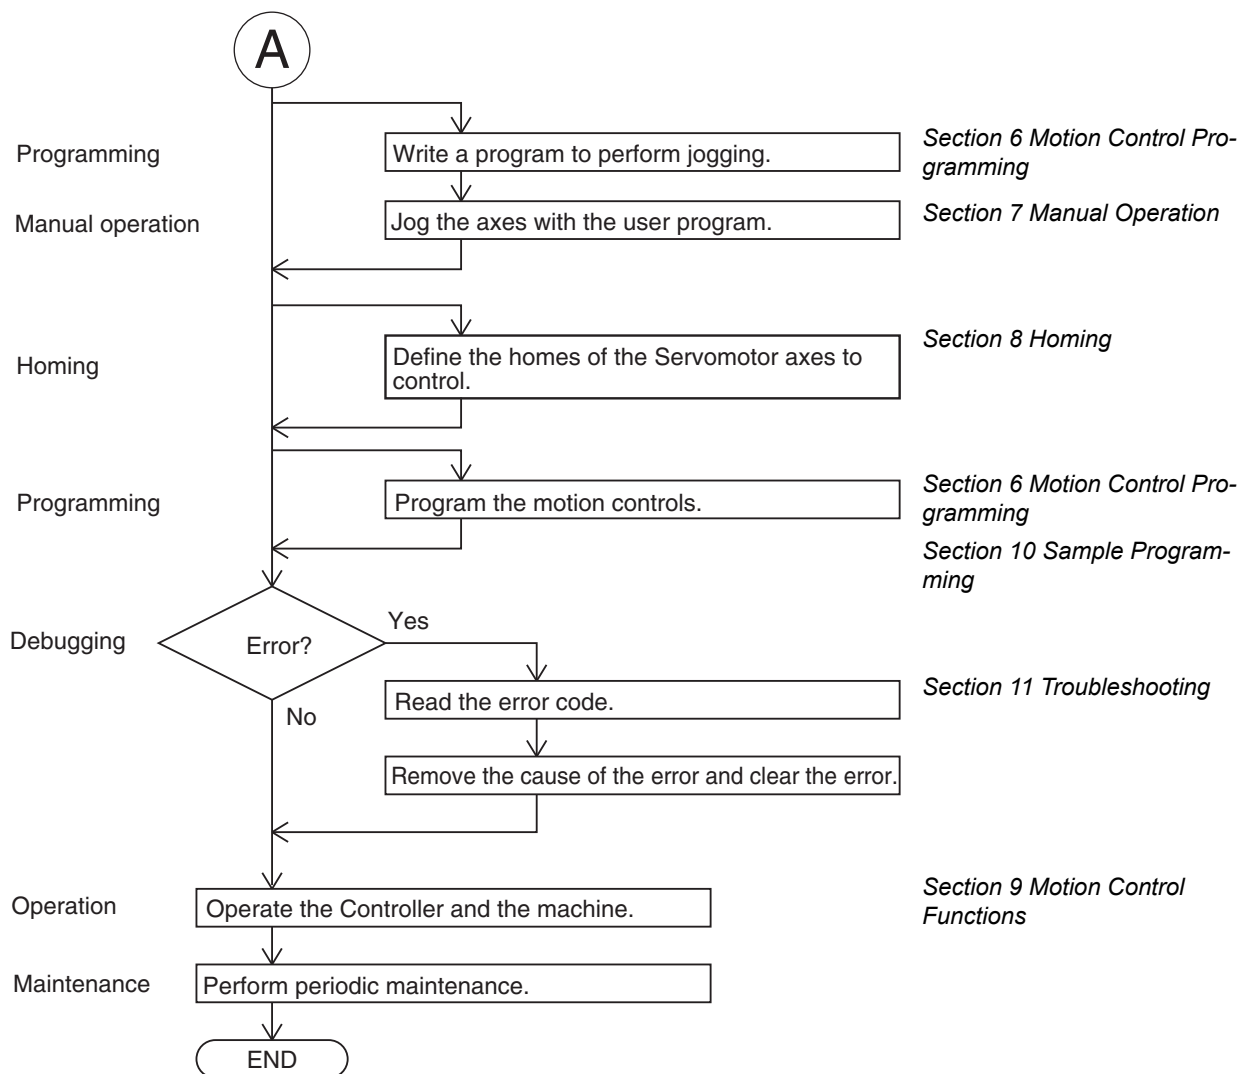 A
Programming
Write a program to perform jogging.
Section 6 Motion Control Pro-
gramming
Manual operation
Jog the axes with the user program.
Section 7 Manual Operation
Homing
Define the homes of the Servomotor axes to
control.
Section 8 Homing
Programming
Program the motion controls.
Section 6 Motion Control Pro-
gramming
Section 10 Sample Program-
ming
Debugging
Error?
Yes
No
Read the error code.
Section 11 Troubleshooting
Remove the cause of the error and clear the error.
Operation
Operate the Controller and the machine.
Section 9 Motion Control
Functions
Maintenance
Perform periodic maintenance.
END